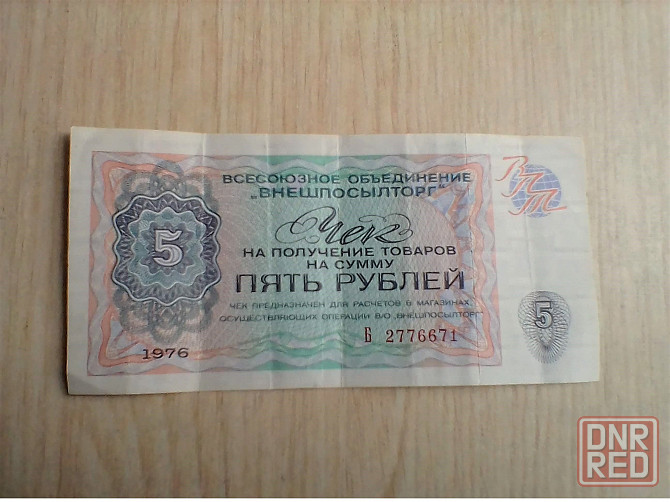 ВСЕСОЮЗНОЕ ОБЪЕДИНЕНИЕ
„ВНЕШПОСЫЛТОРГ"
ВПТ
Чек
НА ПОЛУЧЕНИЕ ТОВАРОВ
НА СУММУ
5
ПЯТЬ РУБЛЕЙ
ЧЕК ПРЕДНАЗНАЧЕН ДЛЯ РАСЧЕТОВ В МАГАЗИНАХ,
ОСУЩЕСТВЛЯЮЩИХ ОПЕРАЦИИ В/О „ВНЕШПОСЫЛТОРГ"
5
Б 2776671
1976
DNR
RED